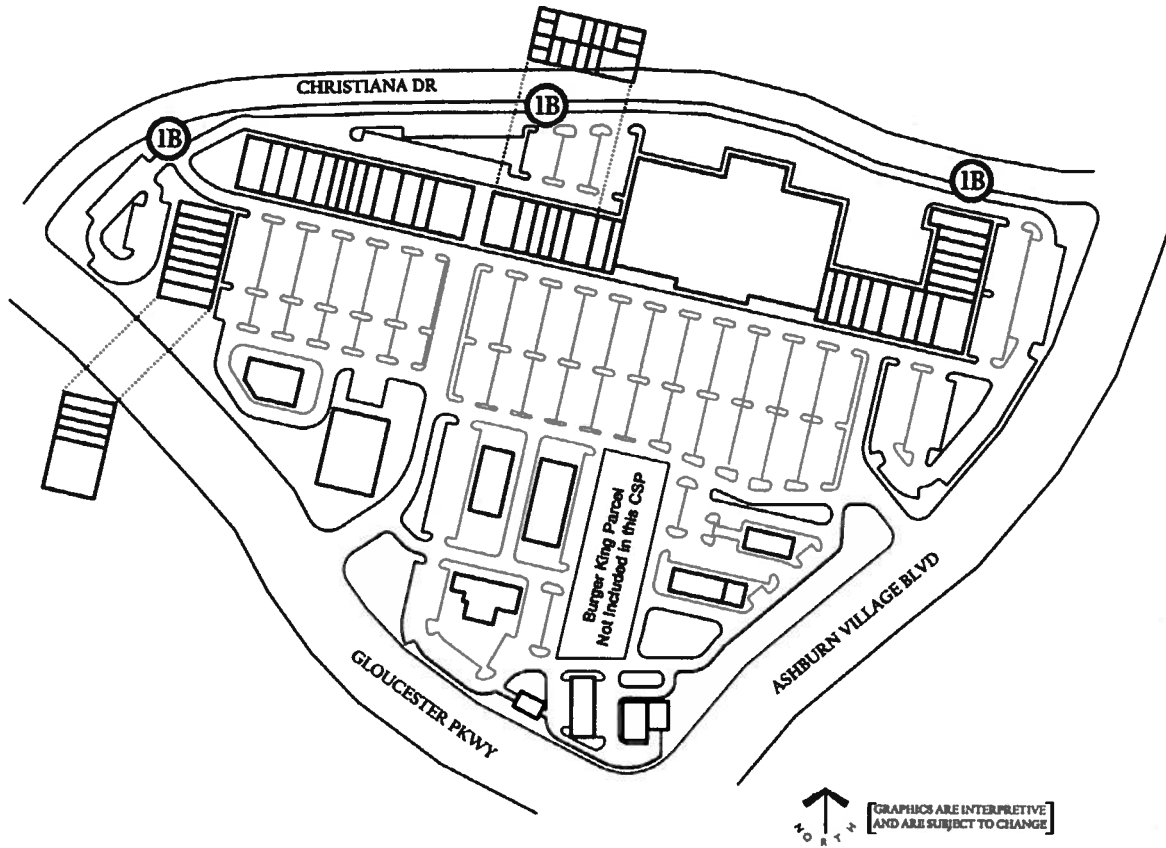 CHRISTIANA DR
1B
1B
1B
Burger King Parcel
Not Included in this CSP
ASHBURN VILLAGE BLVD
GLOUCESTER PKWY
NORTH
[GRAPHICS ARE INTERPRETIVE
AND ARE SUBJECT TO CHANGE]